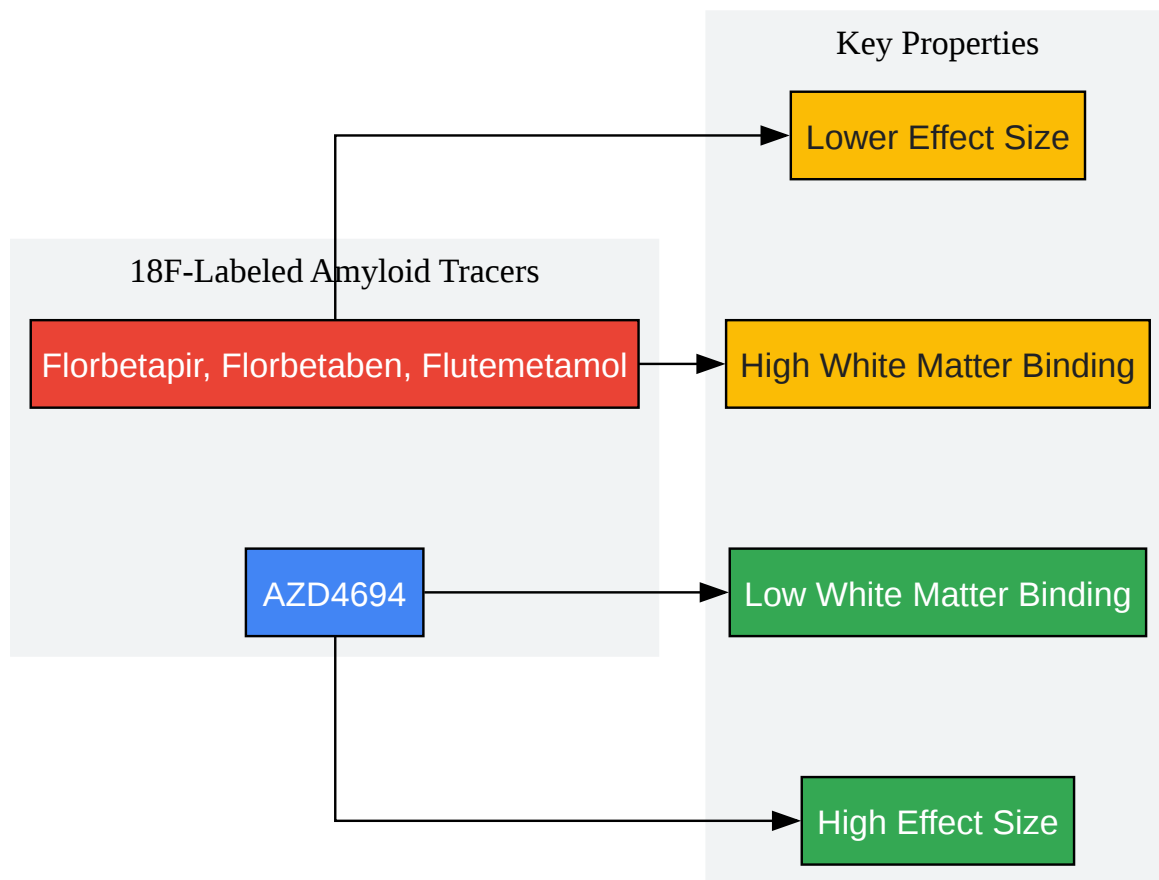 Key Properties
Lower Effect Size
18F-Labeled Amyloid Tracers
Florbetapir, Florbetaben, Flutemetamol
High White Matter Binding
AZD4694
Low White Matter Binding
High Effect Size